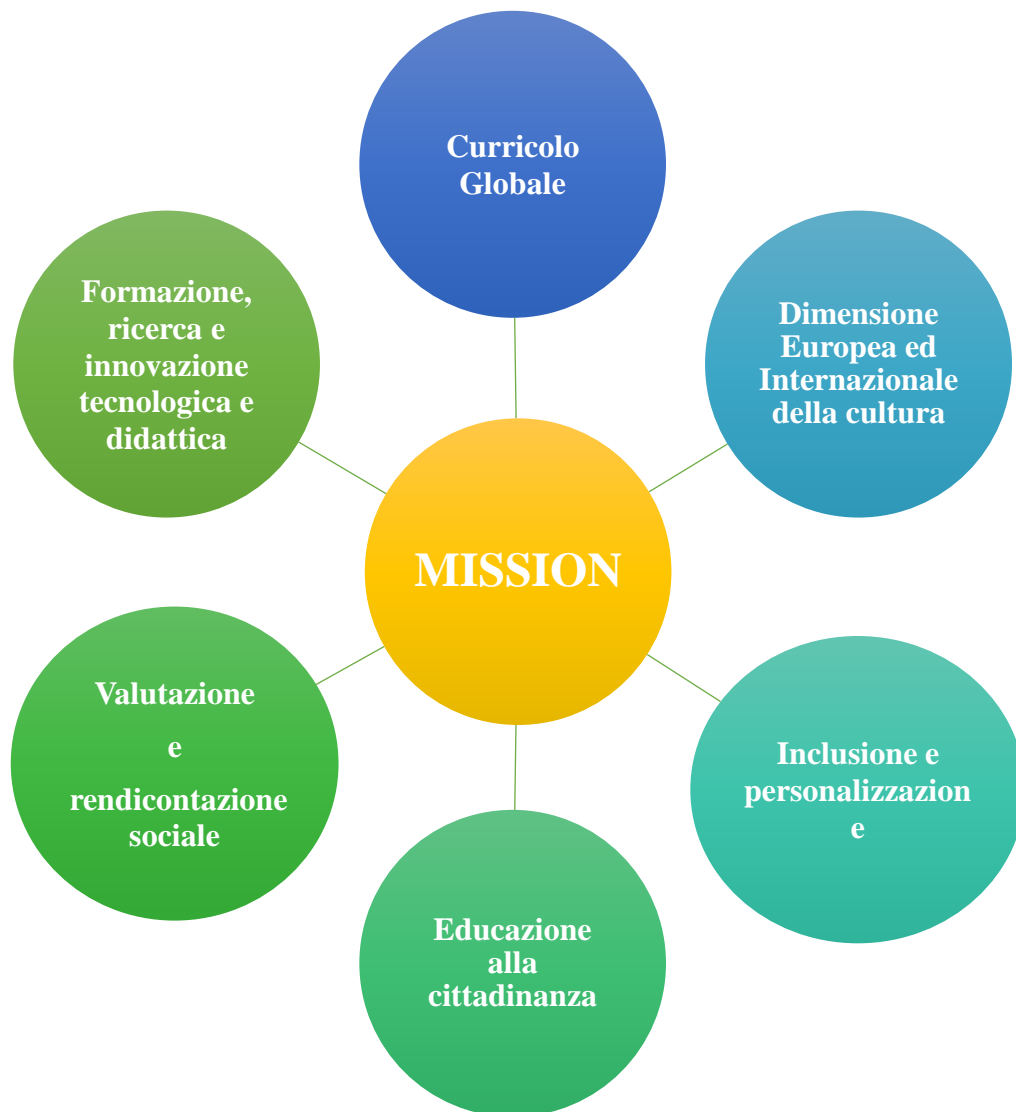 Curricolo
Globale
Dimensione
Europea ed
Internazionale
della cultura
Inclusione e
personalizzazion
e
Educazione
alla
cittadinanza
Valutazione
e
rendicontazione
sociale
Formazione,
ricerca e
innovazione
tecnologica e
didattica
MISSION